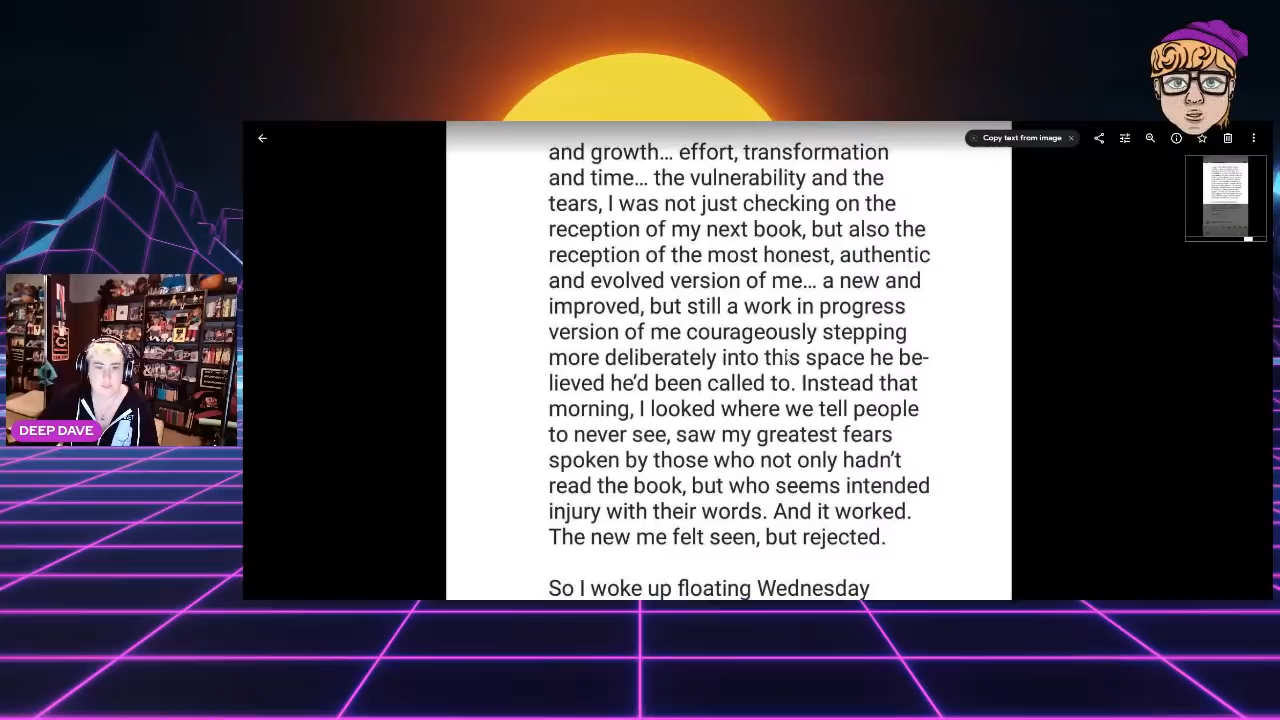 Copy text from image
and growth... effort, transformation
and time... the vulnerability and the
tears, I was not just checking on the
reception of my next book, but also the
reception of the most honest, authentic
and evolved version of me... a new and
improved, but still a work in progress
version of me courageously stepping
more deliberately into this space he be-
lieved he'd been called to. Instead that
morning, I looked where we tell people
to never see, saw my greatest fears
spoken by those who not only hadn't
read the book, but who seems intended
injury with their words. And it worked.
The new me felt seen, but rejected.
So I woke up floating Wednesday
DEEP DAVE